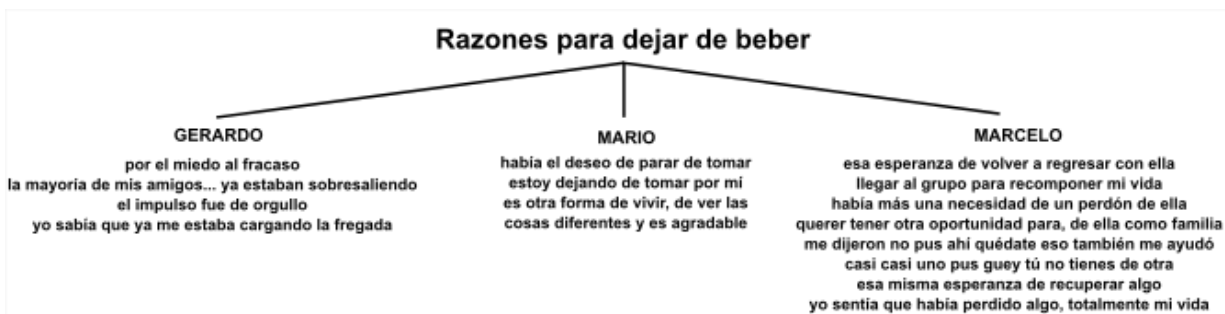 Razones para dejar de beber
GERARDO
por el miedo al fracaso
la mayoría de mis amigos... ya estaban sobresaliendo
el impulso fue de orgullo
yo sabía que ya me estaba cargando la fregada
MARIO
había el deseo de parar de tomar
estoy dejando de tomar por mí
es otra forma de vivir, de ver las
cosas diferentes y es agradable
MARCELO
esa esperanza de volver a regresar con ella
llegar al grupo para recomponer mi vida
había más una necesidad de un perdón de ella
querer tener otra oportunidad para, de ella como familia
me dijeron no pus ahí quédate eso también me ayudó
casi casi uno pus guey tú no tienes de otra
esa misma esperanza de recuperar algo
yo sentía que había perdido algo, totalmente mi vida